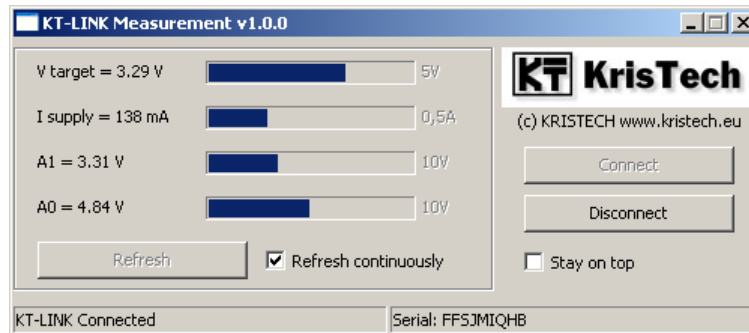 KT-LINK Measurement v1.0.0
V target = 3.29 V
5V
I supply = 138 mA
0,5A
A1 = 3.31 V
10V
A0 = 4.84 V
10V
Refresh
Refresh continuously
KT KrisTech
(c) KRISTECH www.kristech.eu
Connect
Disconnect
Stay on top
KT-LINK Connected
Serial: FFSJMIQHB